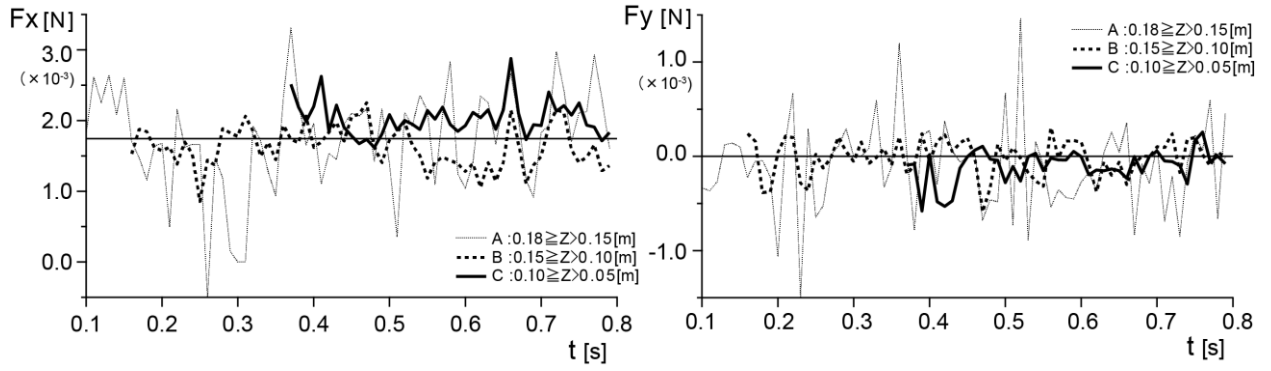 Fx [N]
3.0
(×10⁻³)
2.0
1.0
0.0
A :0.18≧Z>0.15[m]
B :0.15≧Z>0.10[m]
C :0.10≧Z>0.05[m]
0.1 0.2 0.3 0.4 0.5 0.6 0.7 0.8
t [s]
Fy [N]
1.0
(×10⁻³)
0.0
-1.0
A :0.18≧Z>0.15[m]
B :0.15≧Z>0.10[m]
C :0.10≧Z>0.05[m]
0.1 0.2 0.3 0.4 0.5 0.6 0.7 0.8
t [s]